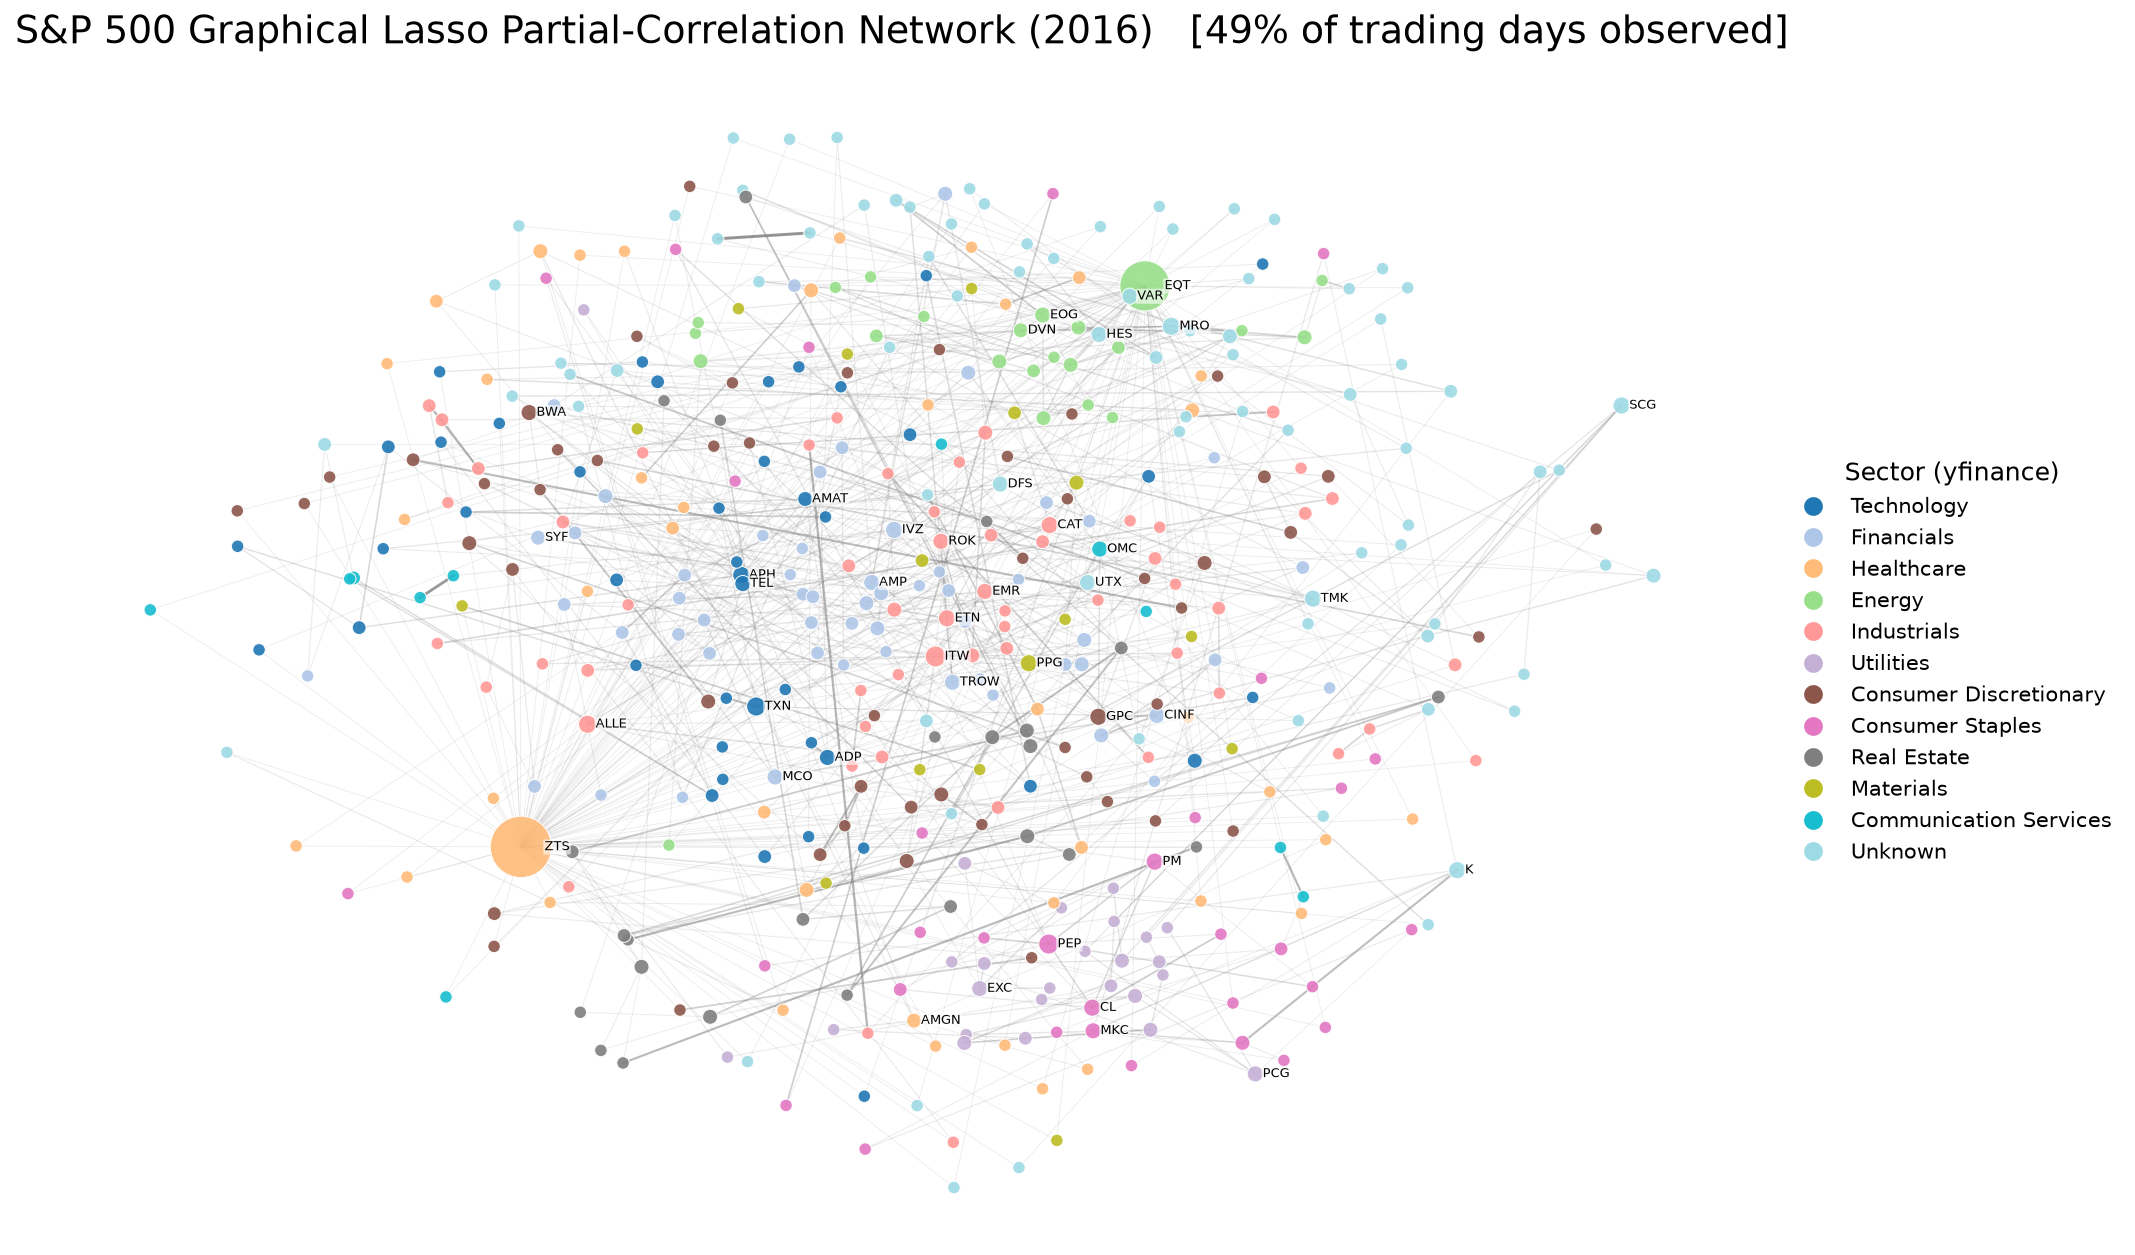 S&P 500 Graphical Lasso Partial-Correlation Network (2016)   [49% of trading days observed]
EQT
VAR
EOG
MRO
DVN
HES
SCG
BWA
DFS
AMAT
CAT
IVZ
SYF
ROK
OMC
APH
TEL
AMP
UTX
EMR
TMK
ETN
ITW
PPG
TROW
TXN
GPC
CINF
ALLE
ADP
MCO
ZTS
PM
K
PEP
EXC
CL
AMGN
MKC
PCG
Sector (yfinance)
Technology
Financials
Healthcare
Energy
Industrials
Utilities
Consumer Discretionary
Consumer Staples
Real Estate
Materials
Communication Services
Unknown